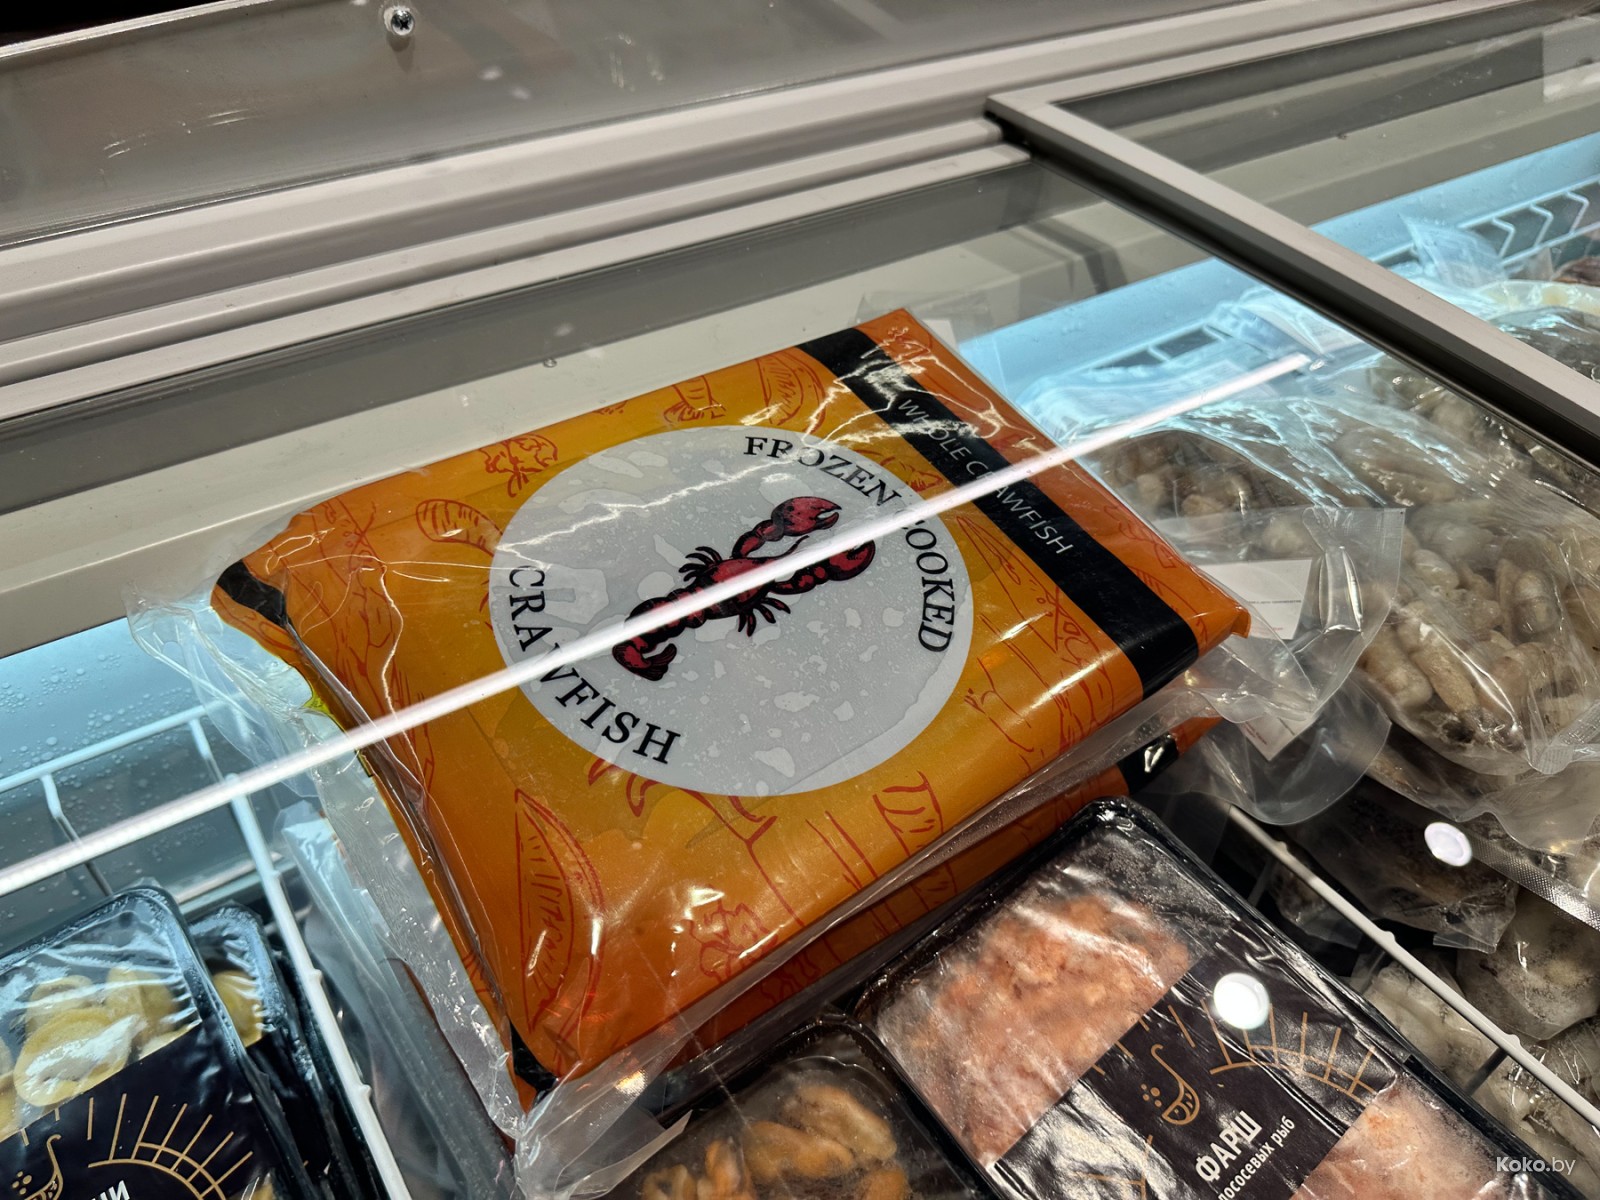 WHOLE CRAWFISH
FROZEN COOKED
CRAWFISH
ФАРШ
лососевых рыб
Koko.by